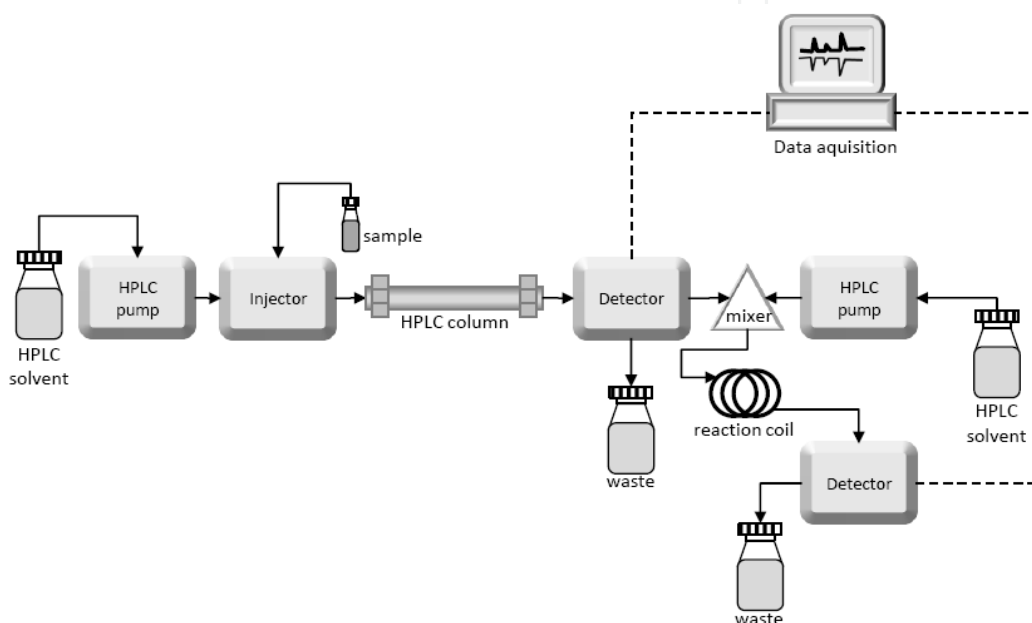 Data aquisition
sample
HPLC
pump
Injector
HPLC column
Detector
mixer
HPLC
pump
HPLC
solvent
waste
reaction coil
HPLC
solvent
Detector
waste